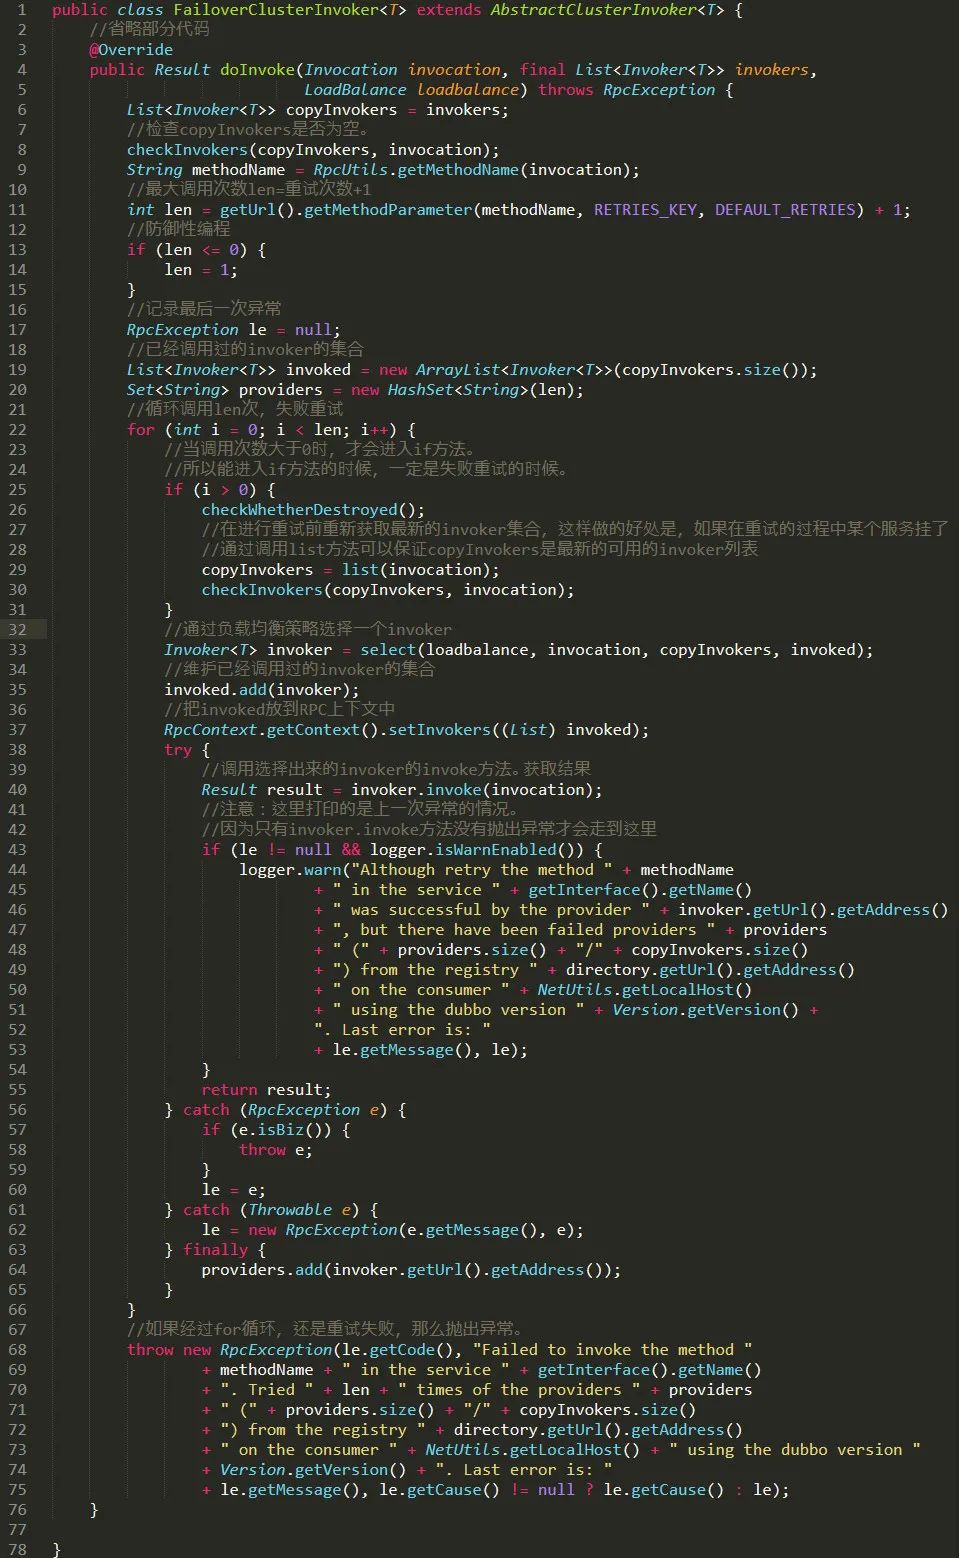 1 public class FailoverClusterInvoker<T> extends AbstractClusterInvoker<T> {
2 //省略部分代码
3 @Override
4 public Result doInvoke(Invocation invocation, final List<Invoker<T>> invokers,
5 LoadBalance loadbalance) throws RpcException {
6 List<Invoker<T>> copyInvokers = invokers;
7 //检查copyInvokers是否为空。
8 checkInvokers(copyInvokers, invocation);
9 String methodName = RpcUtils.getMethodName(invocation);
10 //最大调用次数len=重试次数+1
11 int len = getUrl().getMethodParameter(methodName, RETRIES_KEY, DEFAULT_RETRIES) + 1;
12 //防御性编程
13 if (len <= 0) {
14 len = 1;
15 }
16 //记录最后一次异常
17 RpcException le = null;
18 //已经调用过的invoker的集合
19 List<Invoker<T>> invoked = new ArrayList<Invoker<T>>(copyInvokers.size());
20 Set<String> providers = new HashSet<String>(len);
21 //循环调用len次，失败重试
22 for (int i = 0; i < len; i++) {
23 //当调用次数大于0时，才会进入if方法。
24 //所以能进入if方法的时候，一定是失败重试的时候。
25 if (i > 0) {
26 checkWhetherDestroyed();
27 //在进行重试前重新获取最新的invoker集合，这样做的好处是，如果在重试的过程中某个服务挂了
28 //通过调用list方法可以保证copyInvokers是最新的可用的invoker列表
29 copyInvokers = list(invocation);
30 checkInvokers(copyInvokers, invocation);
31 }
32 //通过负载均衡策略选择一个invoker
33 Invoker<T> invoker = select(loadbalance, invocation, copyInvokers, invoked);
34 //维护已经调用过的invoker的集合
35 invoked.add(invoker);
36 //把invoked放到RPC上下文中
37 RpcContext.getContext().setInvokers((List) invoked);
38 try {
39 //调用选择出来的invoker的invoke方法。获取结果
40 Result result = invoker.invoke(invocation);
41 //注意：这里打印的是上一次异常的情况。
42 //因为只有invoker.invoke方法没有抛出异常才会走到这里
43 if (le != null && logger.isWarnEnabled()) {
44 logger.warn("Although retry the method " + methodName
45 + " in the service " + getInterface().getName()
46 + " was successful by the provider " + invoker.getUrl().getAddress()
47 + ", but there have been failed providers " + providers
48 + " (" + providers.size() + "/" + copyInvokers.size()
49 + ") from the registry " + directory.getUrl().getAddress()
50 + " on the consumer " + NetUtils.getLocalHost()
51 + " using the dubbo version " + Version.getVersion() +
52 ". Last error is: "
53 + le.getMessage(), le);
54 }
55 return result;
56 } catch (RpcException e) {
57 if (e.isBiz()) {
58 throw e;
59 }
60 le = e;
61 } catch (Throwable e) {
62 le = new RpcException(e.getMessage(), e);
63 } finally {
64 providers.add(invoker.getUrl().getAddress());
65 }
66 }
67 //如果经过for循环，还是重试失败，那么抛出异常。
68 throw new RpcException(le.getCode(), "Failed to invoke the method "
69 + methodName + " in the service " + getInterface().getName()
70 + ". Tried " + len + " times of the providers " + providers
71 + " (" + providers.size() + "/" + copyInvokers.size()
72 + ") from the registry " + directory.getUrl().getAddress()
73 + " on the consumer " + NetUtils.getLocalHost() + " using the dubbo version "
74 + Version.getVersion() + ". Last error is: "
75 + le.getMessage(), le.getCause() != null ? le.getCause() : le);
76 }
77
78 }